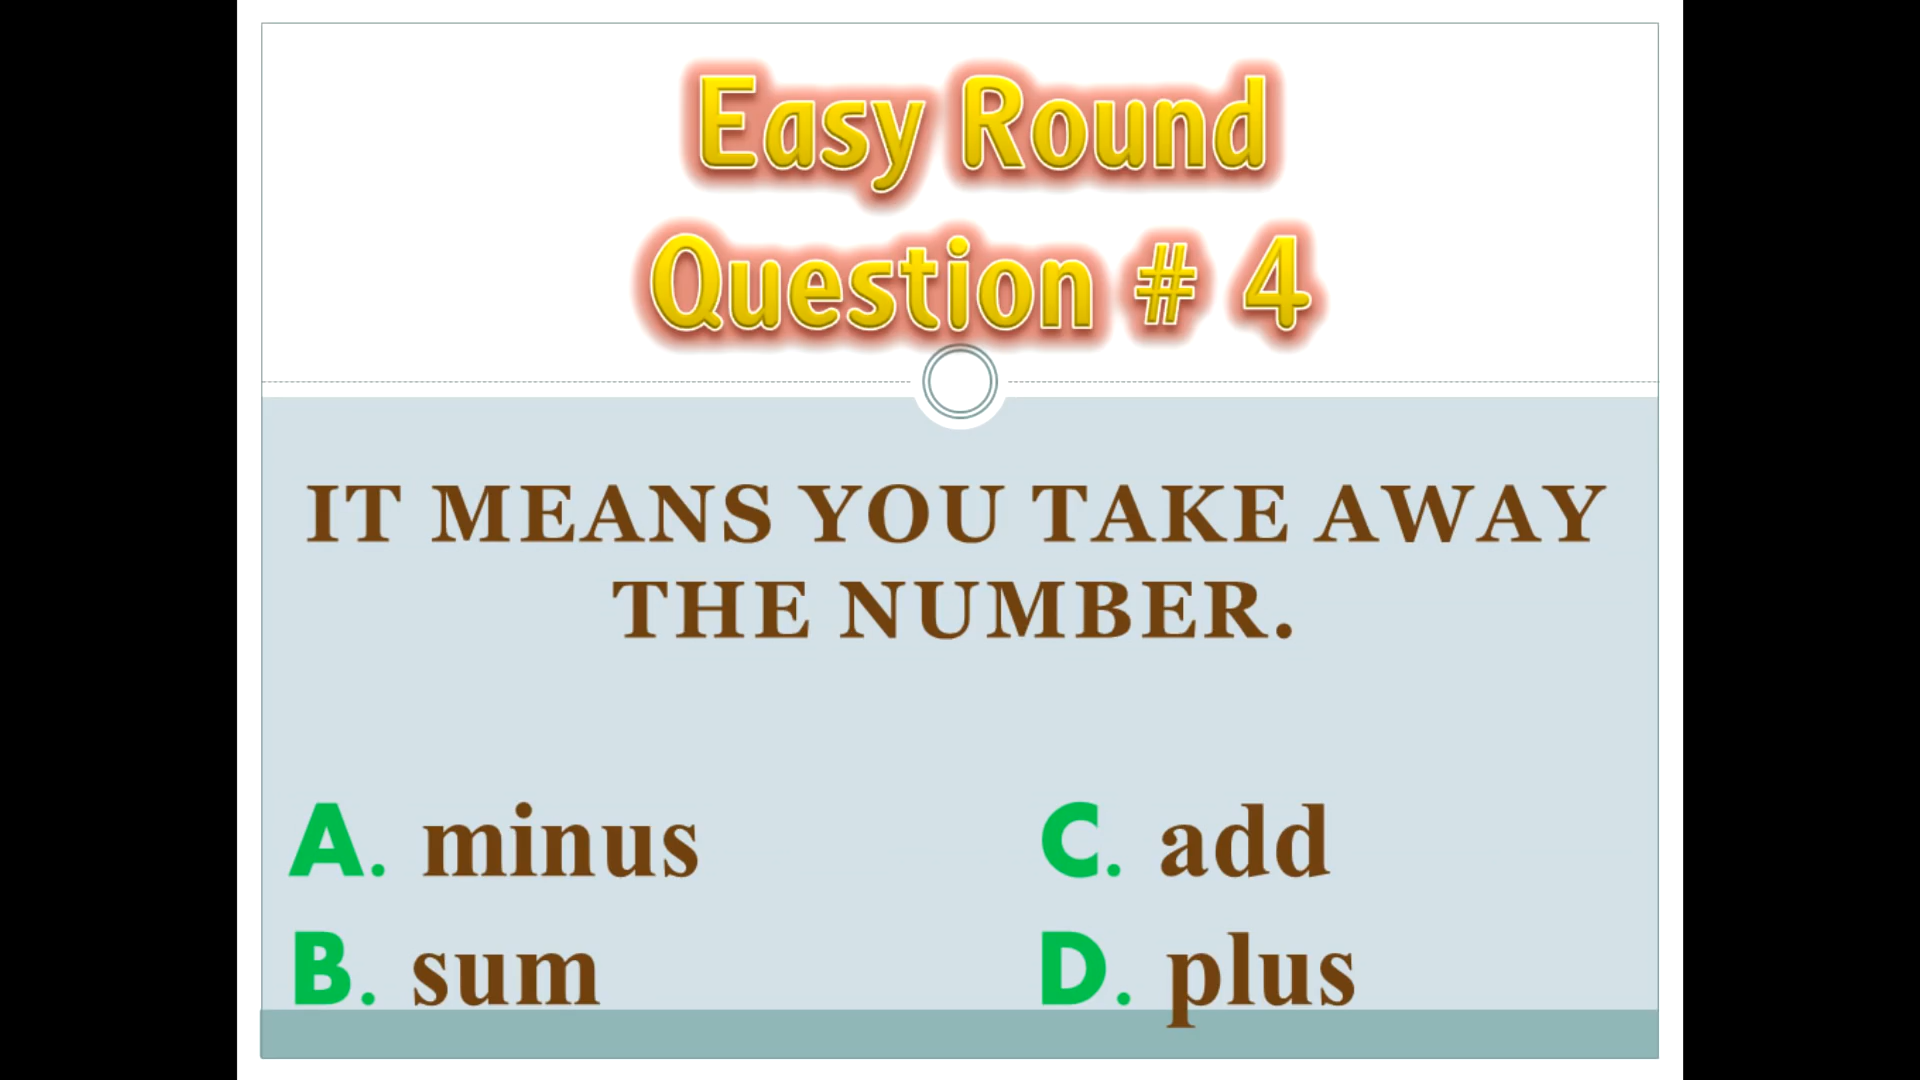 Easy Round
Question # 4
IT MEANS YOU TAKE AWAY
THE NUMBER.
A. minus
B. sum
C. add
D. plus